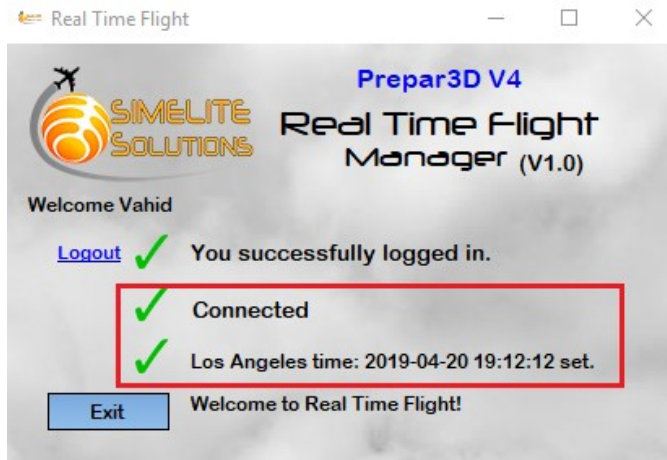 Real Time Flight
Prepar3D V4
SIMELITE
SOLUTIONS
Real Time Flight
Manager (V1.0)
Welcome Vahid
Logout You successfully logged in.
Connected
Los Angeles time: 2019-04-20 19:12:12 set.
Exit Welcome to Real Time Flight!